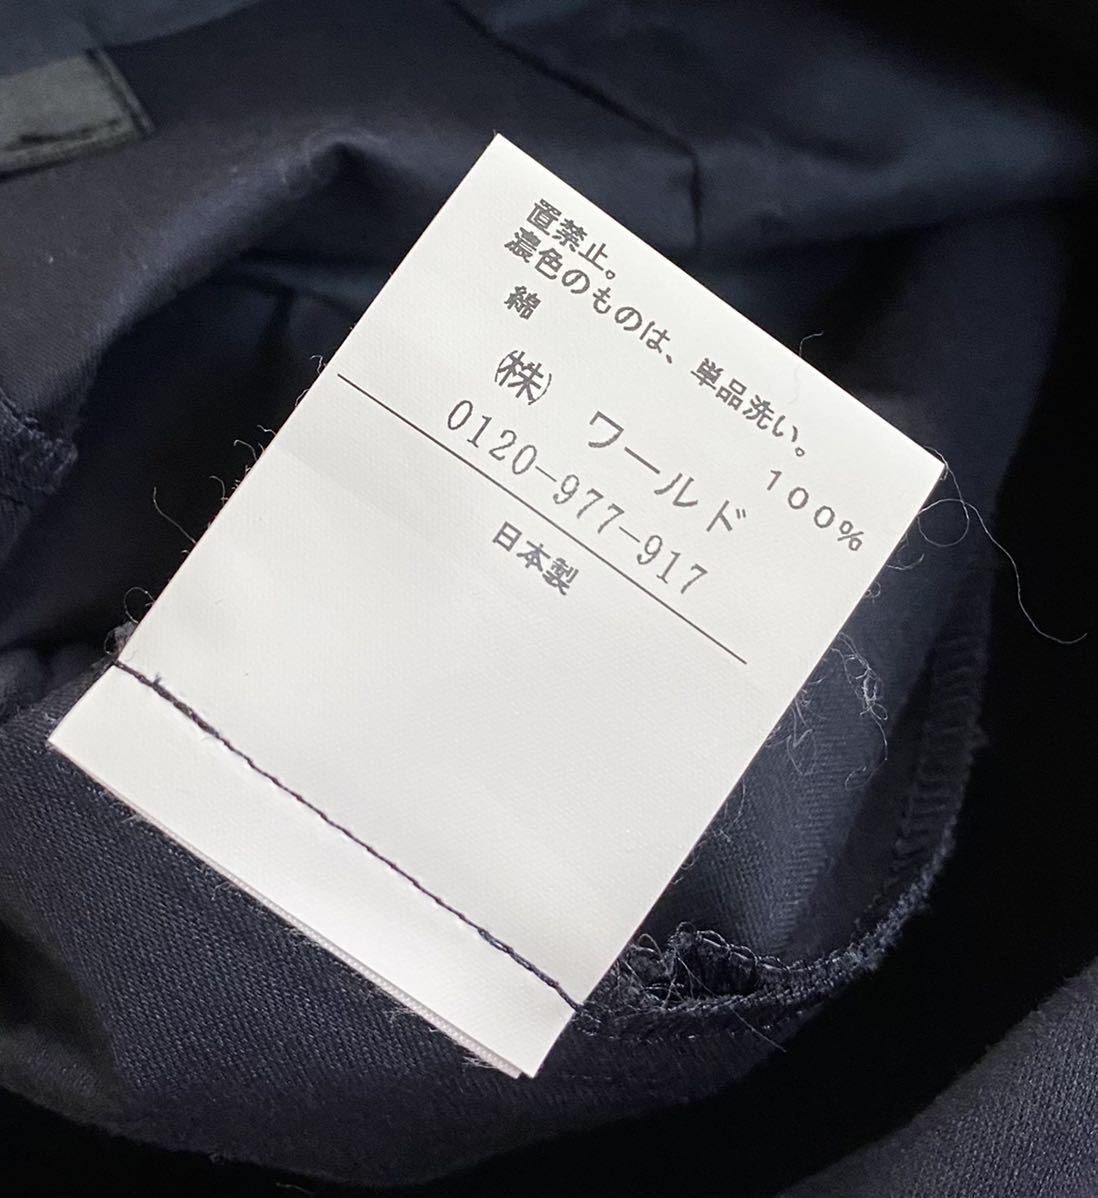 直禁止。
濃色のものは、単品洗い。
綿 100%
㈱ ワールド
0120-977-917
日本製